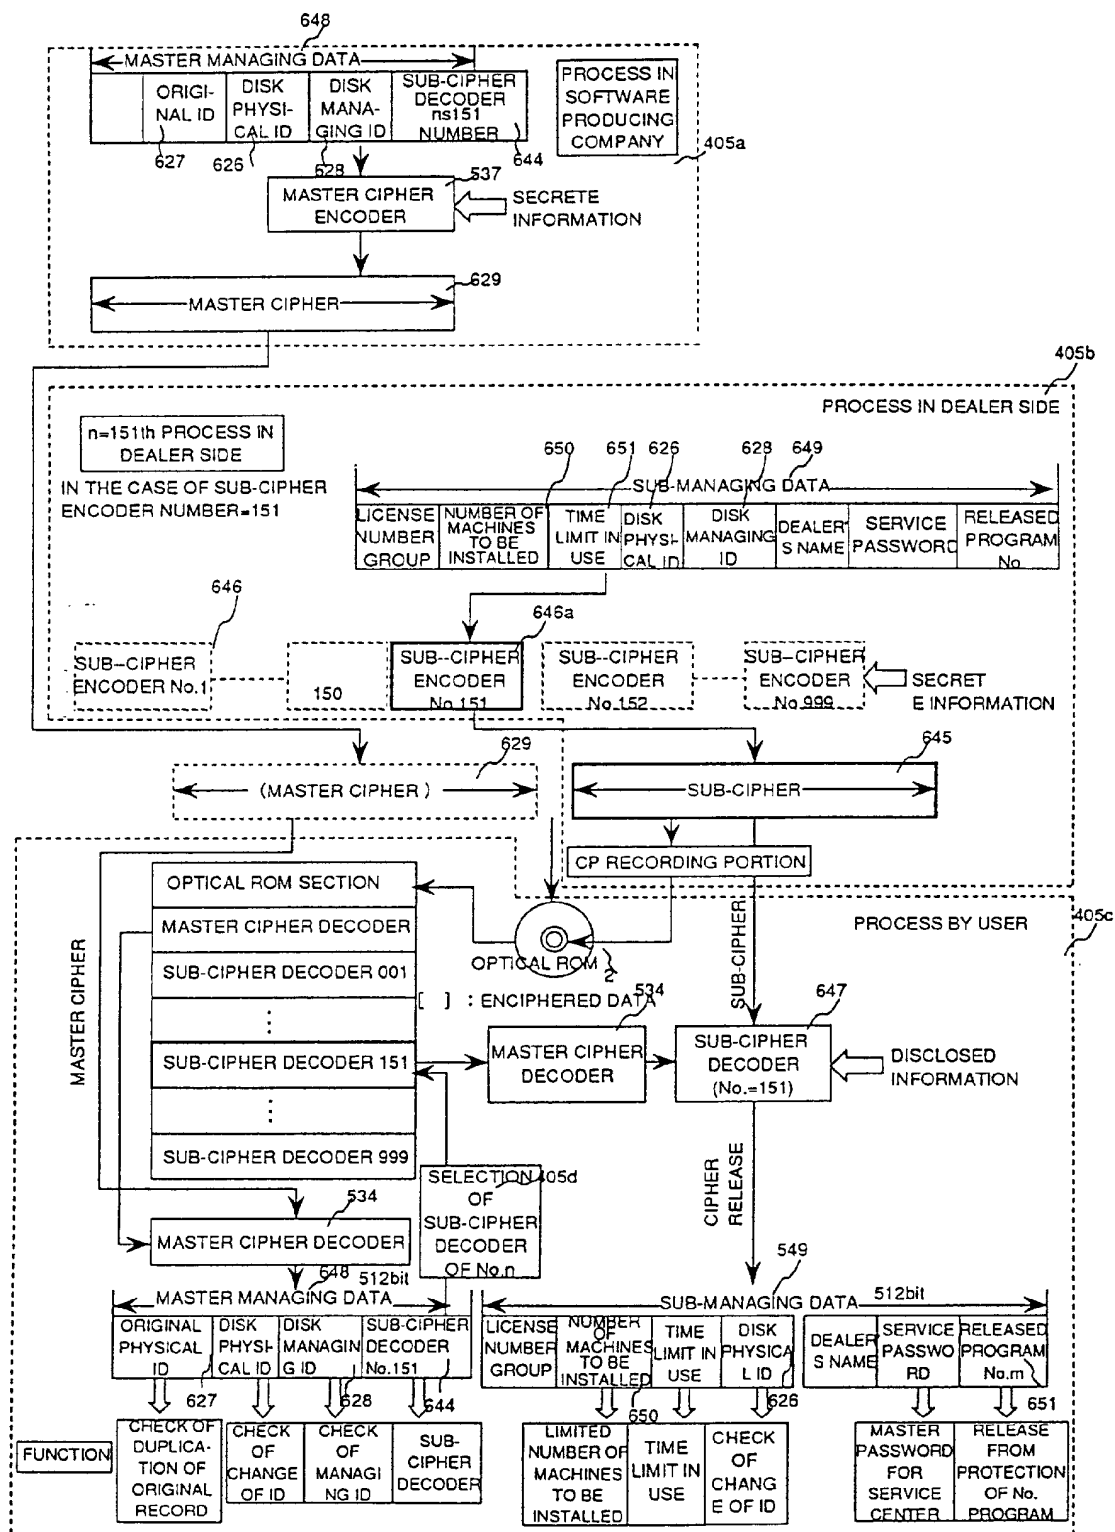 648
MASTER MANAGING DATA
ORIGI-
NAL ID
DISK
PHYSI-
CAL ID
DISK
MANA-
GING ID
SUB-CIPHER
DECODER
ns151
NUMBER
627
626
628
644
PROCESS IN
SOFTWARE
PRODUCING
COMPANY
405a
537
MASTER CIPHER
ENCODER
SECRETE
INFORMATION
629
MASTER CIPHER
405b
PROCESS IN DEALER SIDE
n=151th PROCESS IN
DEALER SIDE
IN THE CASE OF SUB-CIPHER
ENCODER NUMBER=151
650
651
626
628
649
SUB-MANAGING DATA
LICENSE
NUMBER
GROUP
NUMBER OF
MACHINES
TO BE
INSTALLED
TIME
LIMIT IN
USE
DISK
PHYSI-
CAL ID
DISK
MANAGING
ID
DEALER'
S NAME
SERVICE
PASSWORD
RELEASED
PROGRAM
No.
646
646a
SUB--CIPHER
ENCODER No.1
150
SUB--CIPHER
ENCODER
No.151
SUB--CIPHER
ENCODER
No.152
SUB--CIPHER
ENCODER
No.999
SECRET
E INFORMATION
629
(MASTER CIPHER)
645
SUB-CIPHER
CP RECORDING PORTION
405c
PROCESS BY USER
OPTICAL ROM SECTION
MASTER CIPHER DECODER
SUB-CIPHER DECODER 001
SUB-CIPHER DECODER 151
SUB-CIPHER DECODER 999
MASTER CIPHER
OPTICAL ROM 2
[ ] : ENCIPHERED DATA
SUB-CIPHER
534
MASTER CIPHER
DECODER
647
SUB-CIPHER
DECODER
(No.=151)
DISCLOSED
INFORMATION
CIPHER
RELEASE
SELECTION 405d
OF
SUB-CIPHER
DECODER
OF No.n
534
MASTER CIPHER DECODER
648
512bit
MASTER MANAGING DATA
ORIGINAL
PHYSICAL
ID
DISK
PHYSI-
CAL ID
DISK
MANAGIN
G ID
SUB-CIPHER
DECODER
No.151
627
628
644
549
SUB-MANAGING DATA
512bit
LICENSE
NUMBER
GROUP
NUMBER
OF
MACHINES
TO BE
INSTALLED
TIME
LIMIT IN
USE
DISK
PHYSICA
L ID
DEALER'
S NAME
SERVICE
PASSWO
RD
RELEASED
PROGRAM
No.m
650
626
651
FUNCTION
CHECK OF
DUPLICA-
TION OF
ORIGINAL
RECORD
CHECK
OF
CHANGE
OF ID
CHECK
OF
MANAGI
NG ID
SUB-
CIPHER
DECODER
LIMITED
NUMBER OF
MACHINES
TO BE
INSTALLED
TIME
LIMIT IN
USE
CHECK
OF
CHANG
E OF ID
MASTER
PASSWORD
FOR
SERVICE
CENTER
RELEASE
FROM
PROTECTION
OF No.
PROGRAM